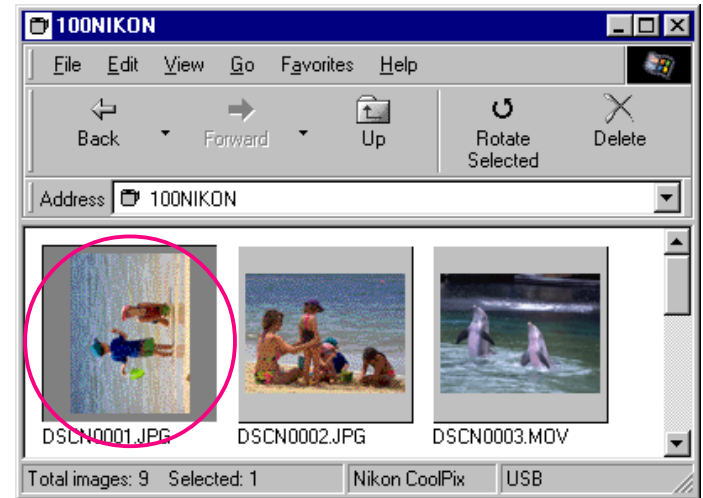 100NIKON
File Edit View Go Favorites Help
Back Forward Up Rotate Selected Delete
Address 100NIKON
DSCN0001.JPG DSCN0002.JPG DSCN0003.MOV
Total images: 9 Selected: 1 Nikon CoolPix USB